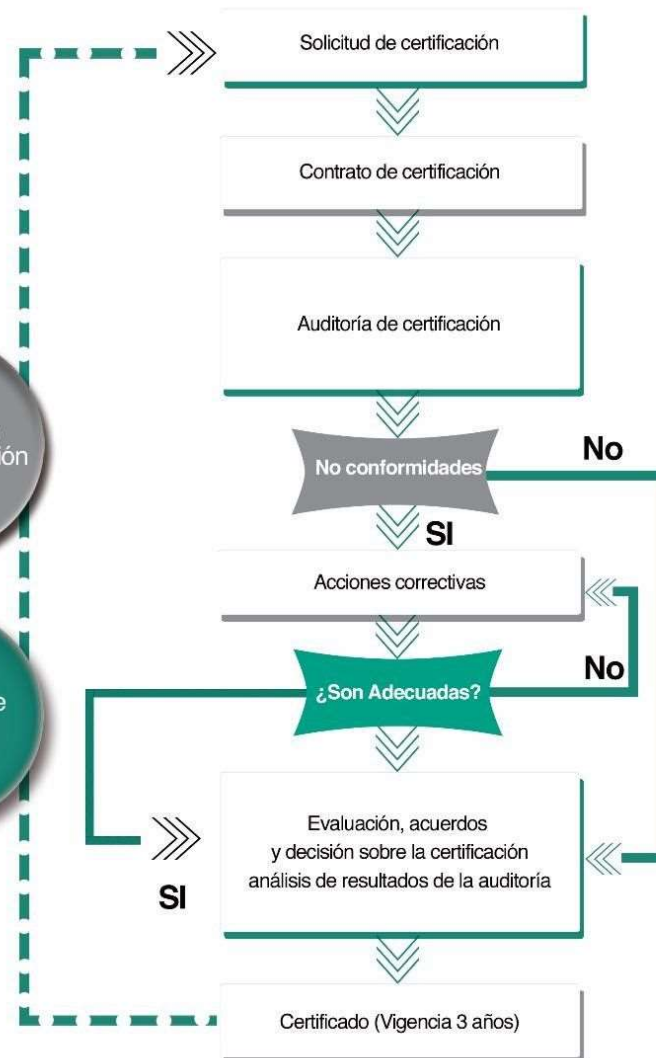 Solicitud de certificación
Contrato de certificación
Auditoría de certificación
No conformidades
No
SI
Acciones correctivas
¿Son Adecuadas?
No
Evaluación, acuerdos
y decisión sobre la certificación
análisis de resultados de la auditoría
SI
Certificado (Vigencia 3 años)